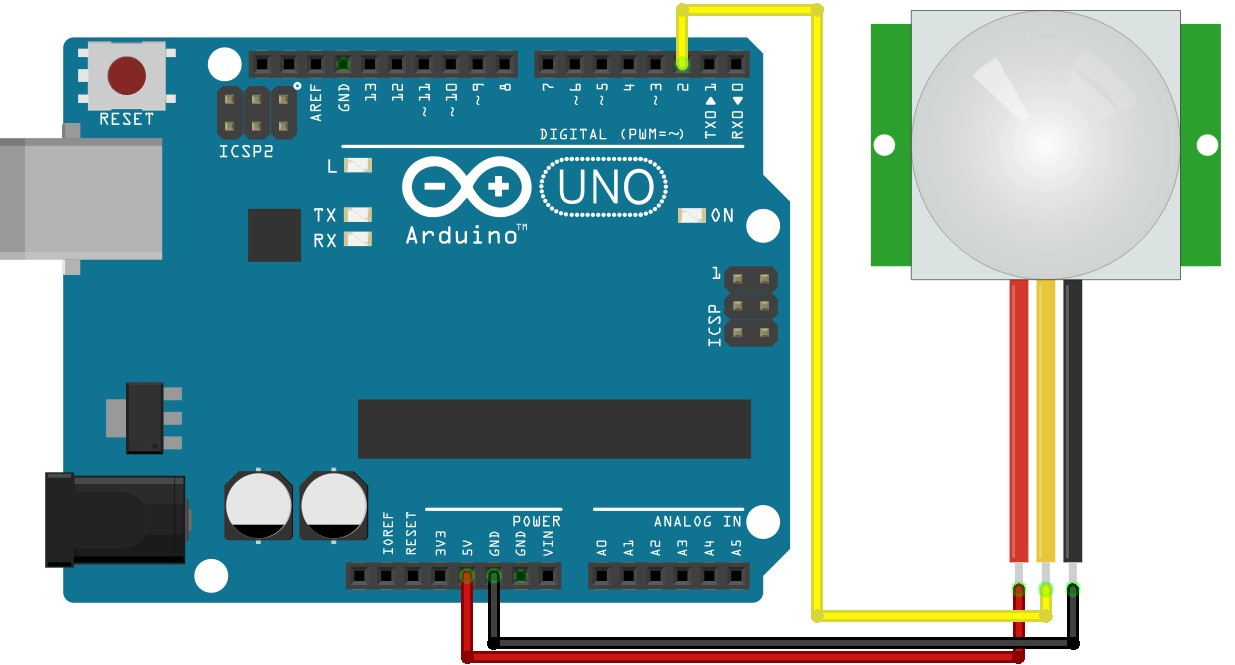 RESET
ICSP2
AREF
GND
13
12
~11
~10
~9
8
7
~6
~5
4
~3
2
TX0▶1
RX0◀0
DIGITAL (PWM=~)
L
TX
RX
Arduino™
UNO
ON
1
ICSP
POWER
ANALOG IN
IOREF
RESET
3V3
5V
GND
GND
VIN
A0
A1
A2
A3
A4
A5